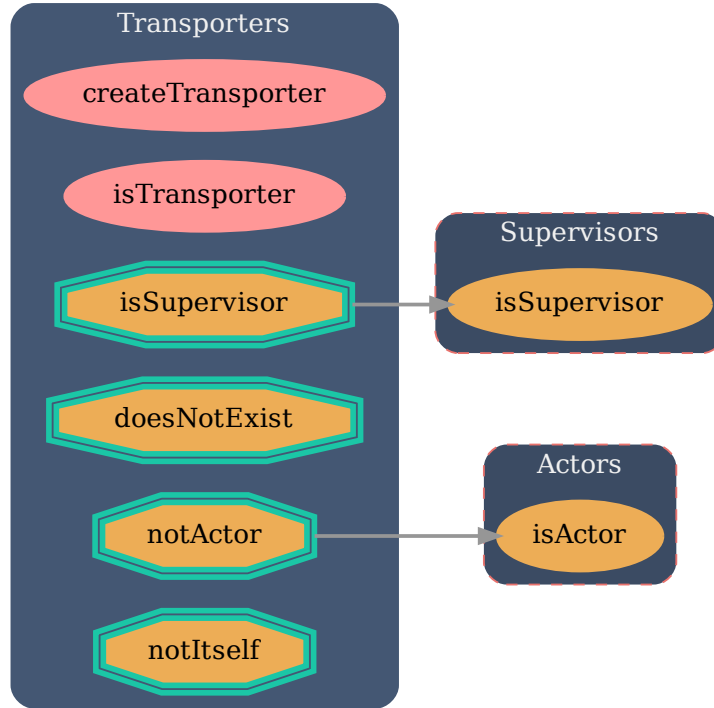 Transporters
createTransporter
isTransporter
isSupervisor
doesNotExist
notActor
notItself
Supervisors
isSupervisor
Actors
isActor